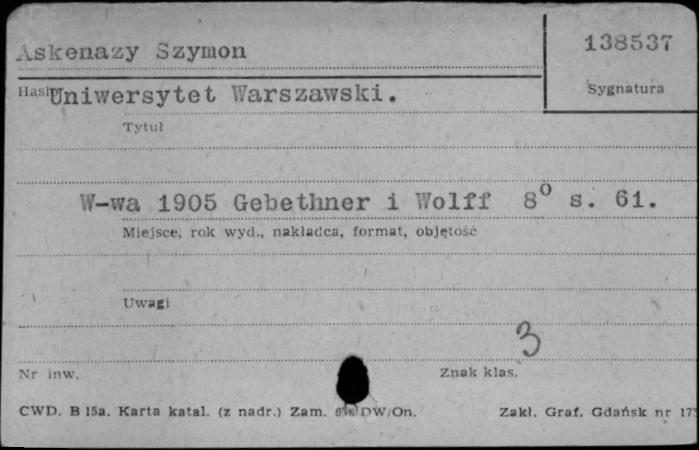 Askenazy Szymon
138537
Hasło
Uniwersytet Warszawski.
Sygnatura
Tytuł
W-wa 1905 Gebethner i Wolff 8° s. 61.
Miejsce, rok wyd., nakładca, format, objętość
Uwagi
3
Nr inw.
Znak klas.
CWD. B 15a. Karta katal. (z nadr.) Zam. DW/On.
Zakł. Graf. Gdańsk nr